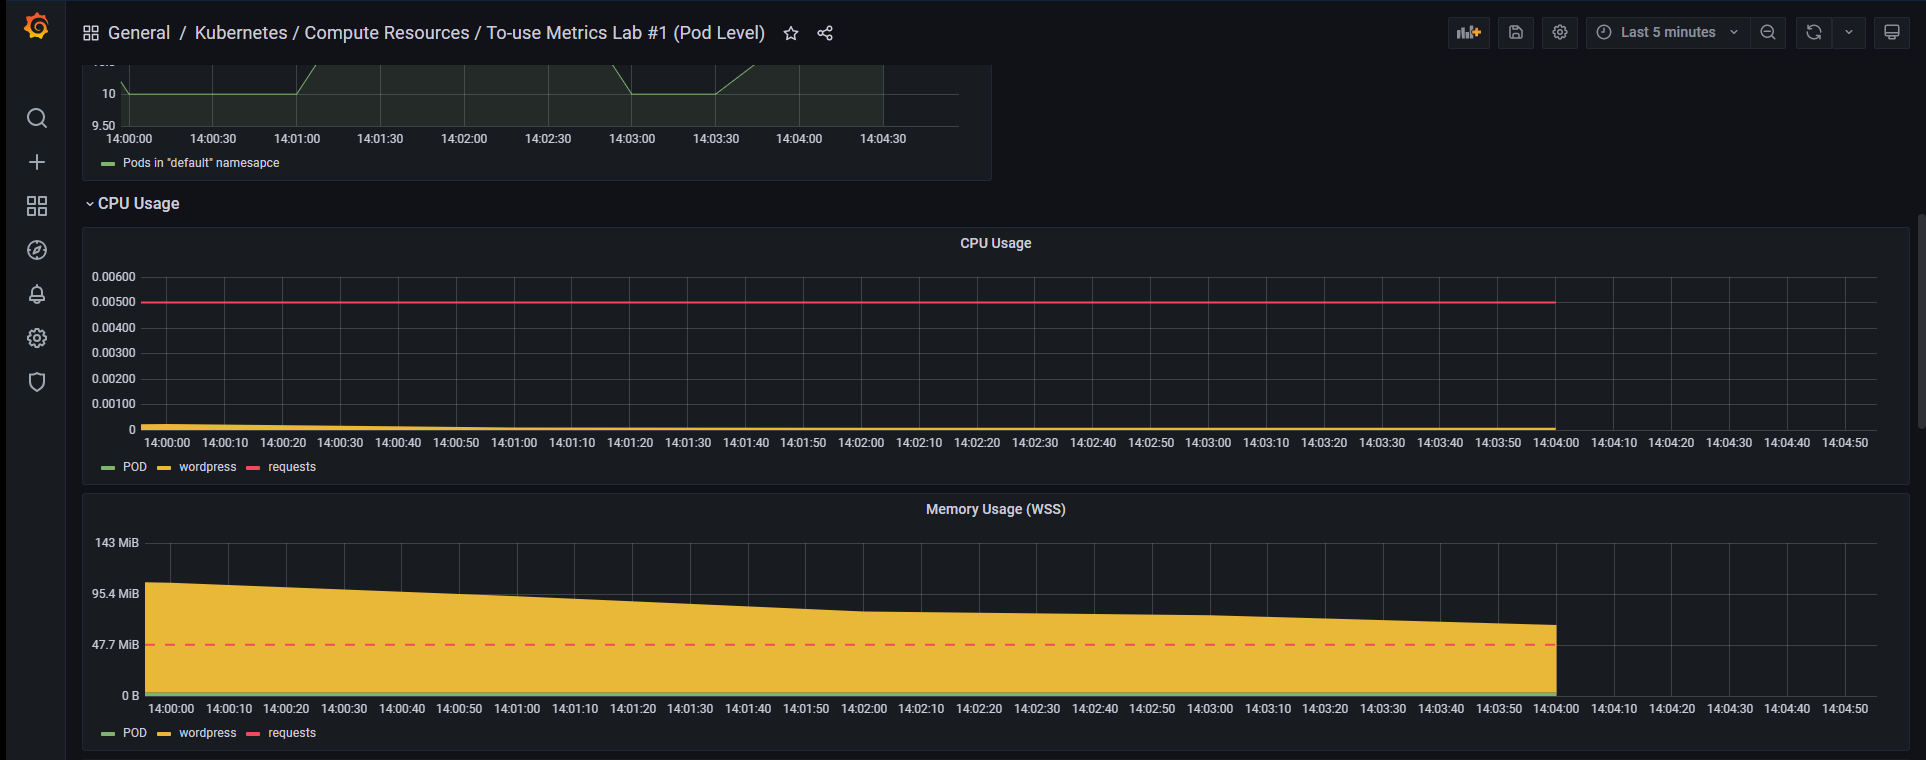 General / Kubernetes / Compute Resources / To-use Metrics Lab #1 (Pod Level)
Last 5 minutes
10
9.50
14:00:00 14:00:30 14:01:00 14:01:30 14:02:00 14:02:30 14:03:00 14:03:30 14:04:00 14:04:30
Pods in "default" namesapce
CPU Usage
CPU Usage
0.00600
0.00500
0.00400
0.00300
0.00200
0.00100
0
14:00:00 14:00:10 14:00:20 14:00:30 14:00:40 14:00:50 14:01:00 14:01:10 14:01:20 14:01:30 14:01:40 14:01:50 14:02:00 14:02:10 14:02:20 14:02:30 14:02:40 14:02:50 14:03:00 14:03:10 14:03:20 14:03:30 14:03:40 14:03:50 14:04:00 14:04:10 14:04:20 14:04:30 14:04:40 14:04:50
POD wordpress requests
Memory Usage (WSS)
143 MiB
95.4 MiB
47.7 MiB
0 B
14:00:00 14:00:10 14:00:20 14:00:30 14:00:40 14:00:50 14:01:00 14:01:10 14:01:20 14:01:30 14:01:40 14:01:50 14:02:00 14:02:10 14:02:20 14:02:30 14:02:40 14:02:50 14:03:00 14:03:10 14:03:20 14:03:30 14:03:40 14:03:50 14:04:00 14:04:10 14:04:20 14:04:30 14:04:40 14:04:50
POD wordpress requests